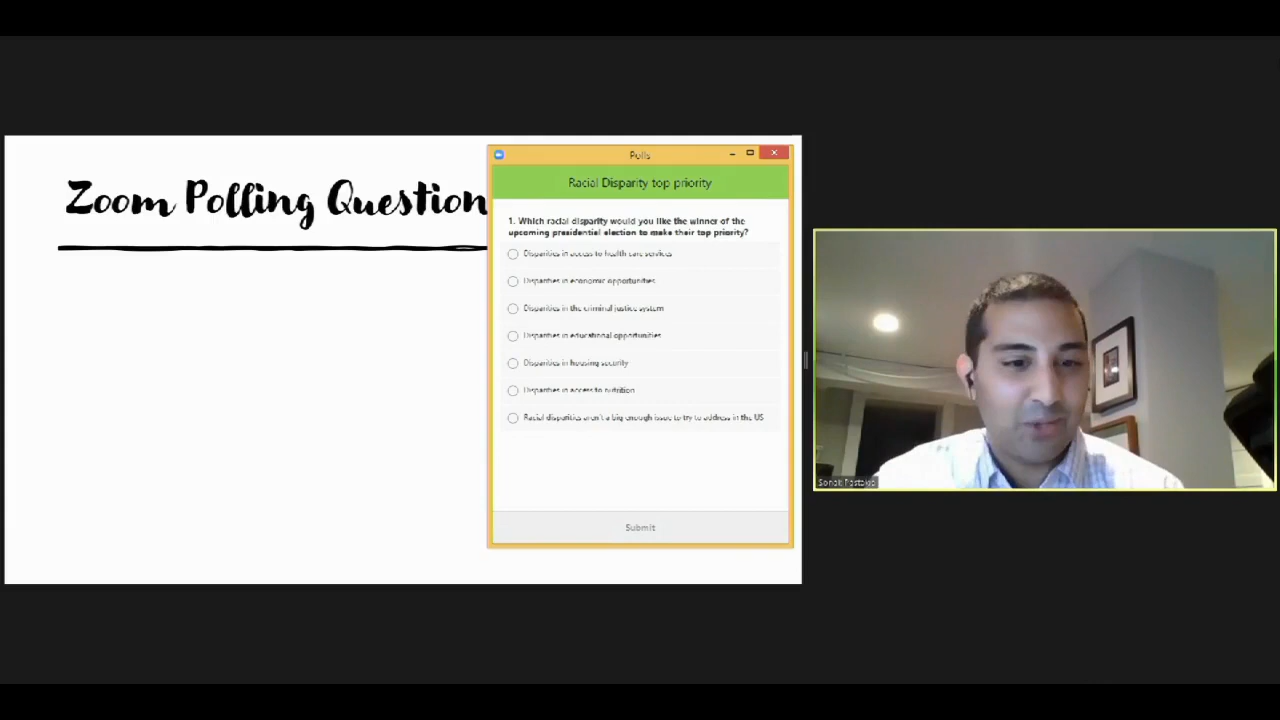 Zoom Polling Question
Polls
Racial Disparity top priority
1. Which racial disparity would you like the winner of the
upcoming presidential election to make their top priority?
Disparities in access to health care services
Disparities in economic opportunities
Disparities in the criminal justice system
Disparities in educational opportunities
Disparities in housing security
Disparities in access to nutrition
Racial disparities aren't a big enough issue to try to address in the US
Submit